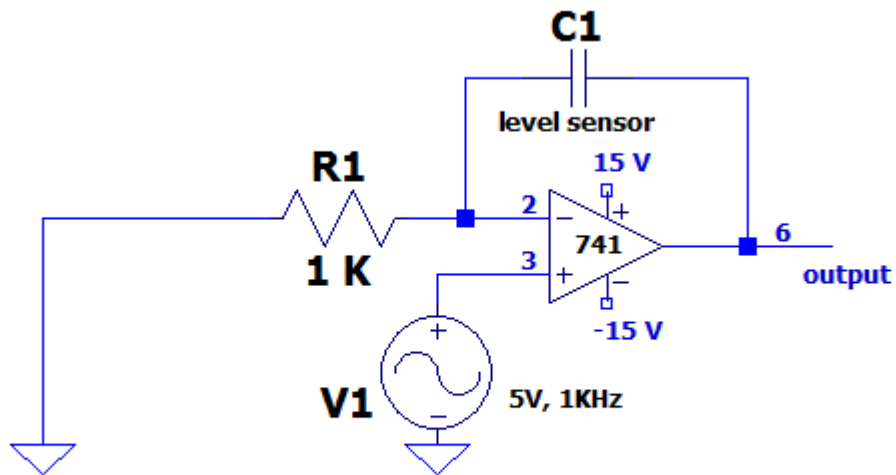 C1
level sensor
R1
1 K
2
3
15 V
+
−
741
+
−
-15 V
6
output
V1
+
−
5V, 1KHz